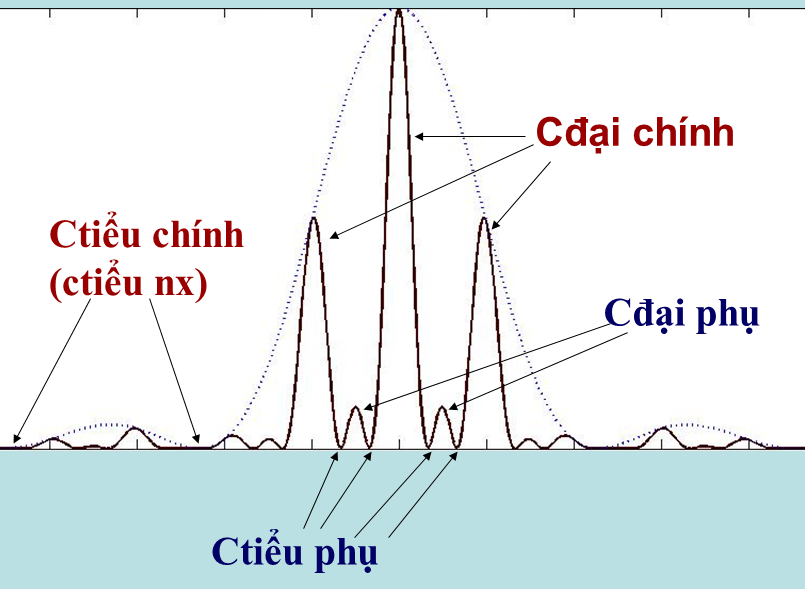 Cđại chính
Ctiểu chính
(ctiểu nx)
Cđại phụ
Ctiểu phụ